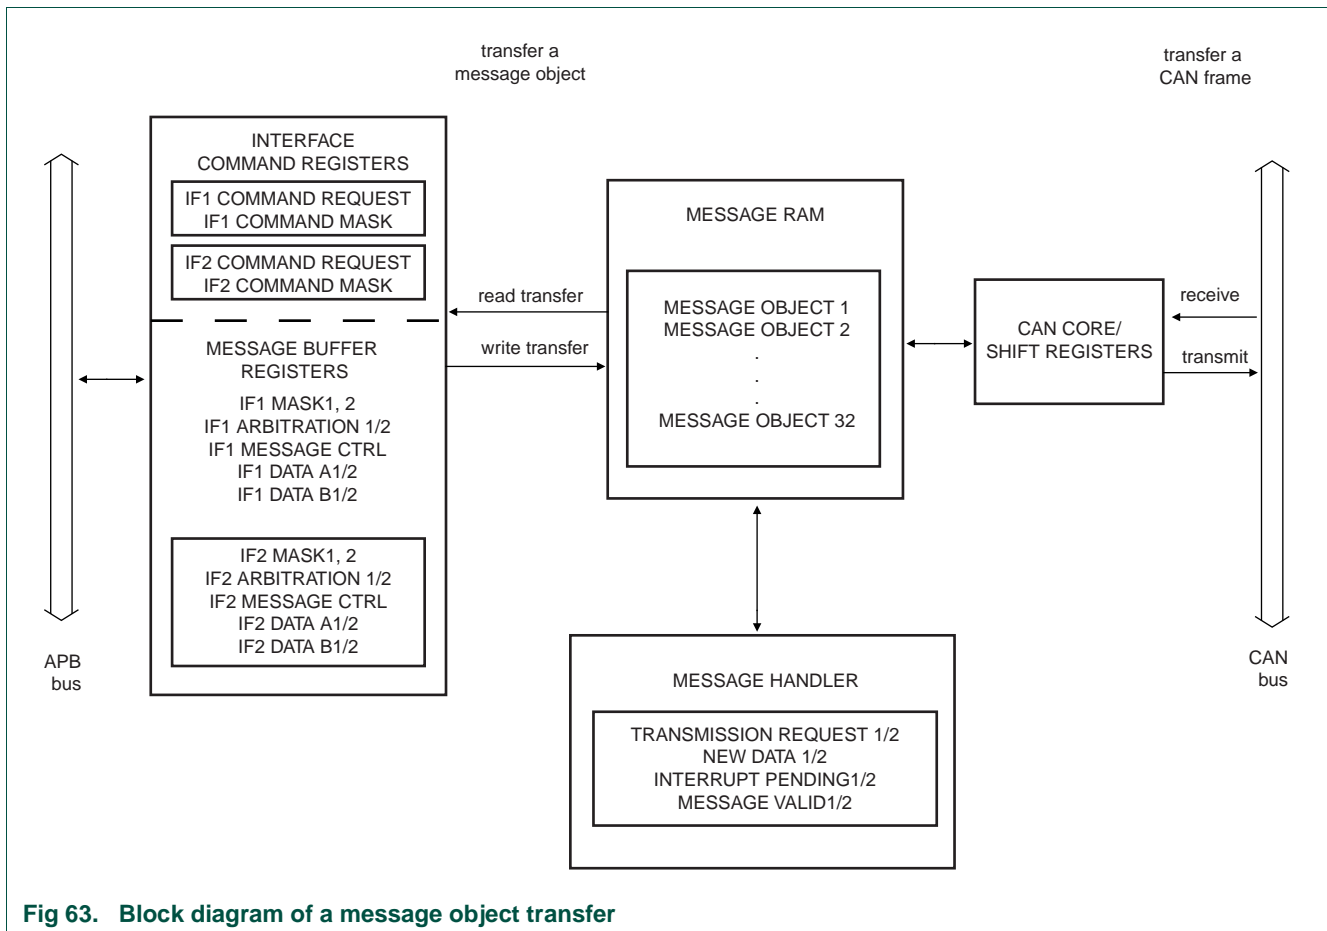 transfer a
message object
transfer a
CAN frame
INTERFACE
COMMAND REGISTERS
IF1 COMMAND REQUEST
IF1 COMMAND MASK
IF2 COMMAND REQUEST
IF2 COMMAND MASK
MESSAGE BUFFER
REGISTERS
IF1 MASK1, 2
IF1 ARBITRATION 1/2
IF1 MESSAGE CTRL
IF1 DATA A1/2
IF1 DATA B1/2
IF2 MASK1, 2
IF2 ARBITRATION 1/2
IF2 MESSAGE CTRL
IF2 DATA A1/2
IF2 DATA B1/2
APB
bus
read transfer
write transfer
MESSAGE RAM
MESSAGE OBJECT 1
MESSAGE OBJECT 2
.
.
.
MESSAGE OBJECT 32
CAN CORE/
SHIFT REGISTERS
receive
transmit
CAN
bus
MESSAGE HANDLER
TRANSMISSION REQUEST 1/2
NEW DATA 1/2
INTERRUPT PENDING1/2
MESSAGE VALID1/2
Fig 63. Block diagram of a message object transfer